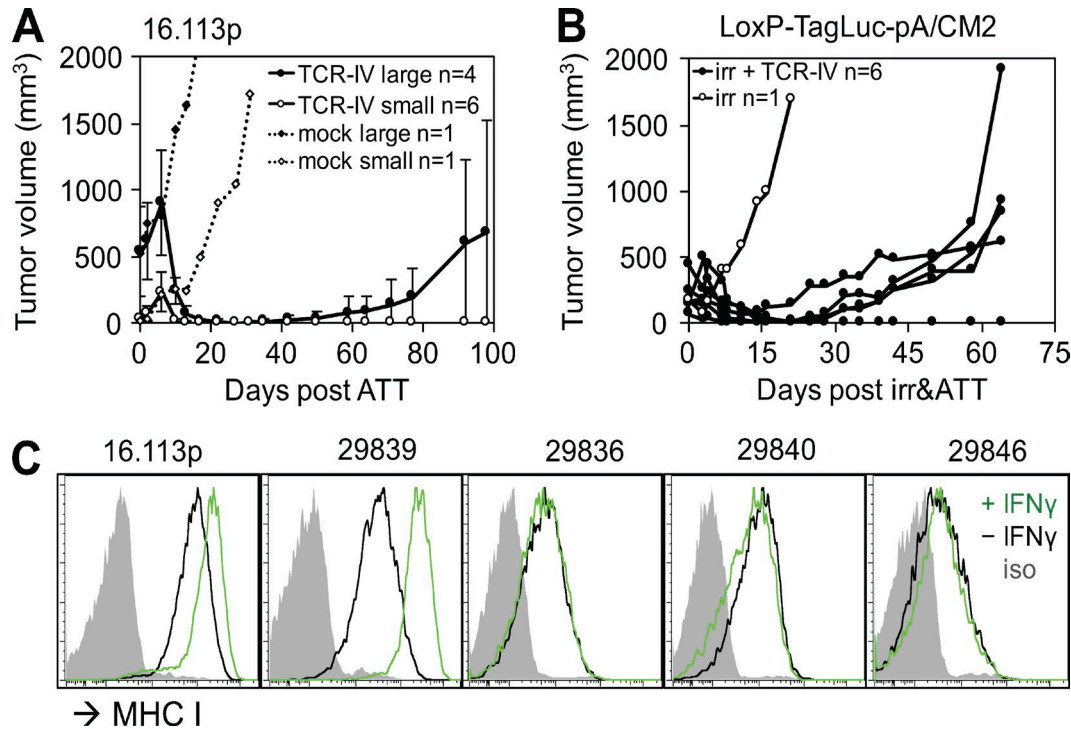 A
16.113p
Tumor volume (mm³)
2000
1500
1000
500
0
0
20
40
60
80
100
Days post ATT
TCR-IV large n=4
TCR-IV small n=6
mock large n=1
mock small n=1
B
LoxP-TagLuc-pA/CM2
Tumor volume (mm³)
2000
1500
1000
500
0
0
15
30
45
60
75
Days post irr&ATT
irr + TCR-IV n=6
irr n=1
C
16.113p
29839
29836
29840
29846
+ IFNγ
− IFNγ
iso
→ MHC I